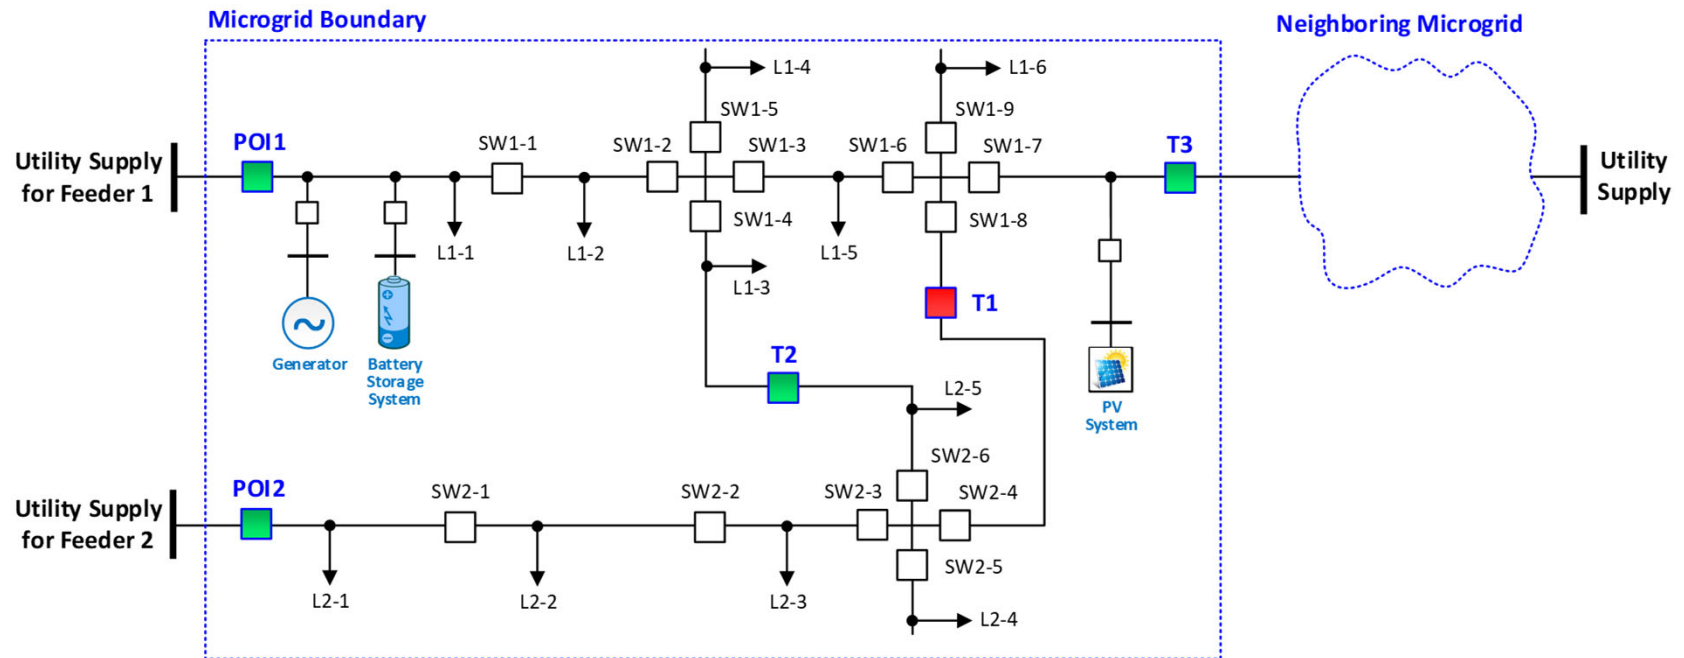 Microgrid Boundary
Neighboring Microgrid
L1-4
L1-6
SW1-5
SW1-9
POI1
SW1-1
SW1-2
SW1-3
SW1-6
SW1-7
T3
Utility Supply
for Feeder 1
Utility
Supply
SW1-4
SW1-8
L1-1
L1-2
L1-5
L1-3
T1
Generator
Battery
Storage
System
T2
L2-5
PV
System
SW2-6
POI2
SW2-1
SW2-2
SW2-3
SW2-4
Utility Supply
for Feeder 2
SW2-5
L2-1
L2-2
L2-3
L2-4